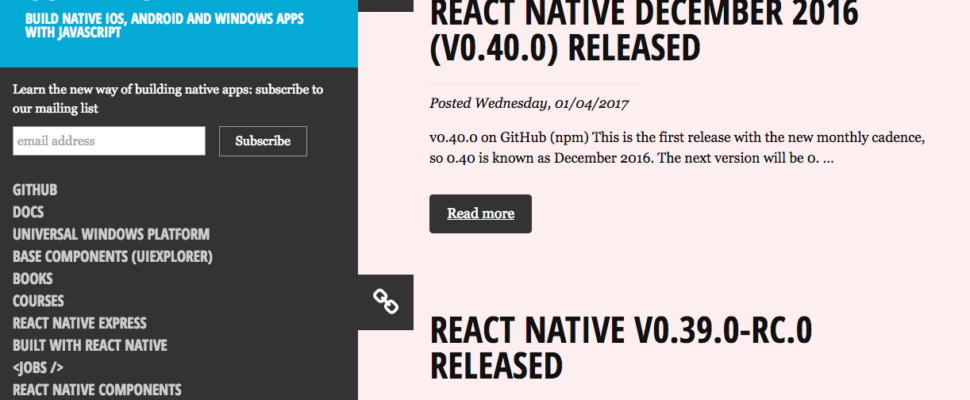 BUILD NATIVE IOS, ANDROID AND WINDOWS APPS
WITH JAVASCRIPT
Learn the new way of building native apps: subscribe to
our mailing list
email address
Subscribe
GITHUB
DOCS
UNIVERSAL WINDOWS PLATFORM
BASE COMPONENTS (UIEXPLORER)
BOOKS
COURSES
REACT NATIVE EXPRESS
BUILT WITH REACT NATIVE
<JOBS />
REACT NATIVE COMPONENTS
REACT NATIVE DECEMBER 2016
(V0.40.0) RELEASED
Posted Wednesday, 01/04/2017
v0.40.0 on GitHub (npm) This is the first release with the new monthly cadence,
so 0.40 is known as December 2016. The next version will be 0. ...
Read more
REACT NATIVE V0.39.0-RC.0
RELEASED